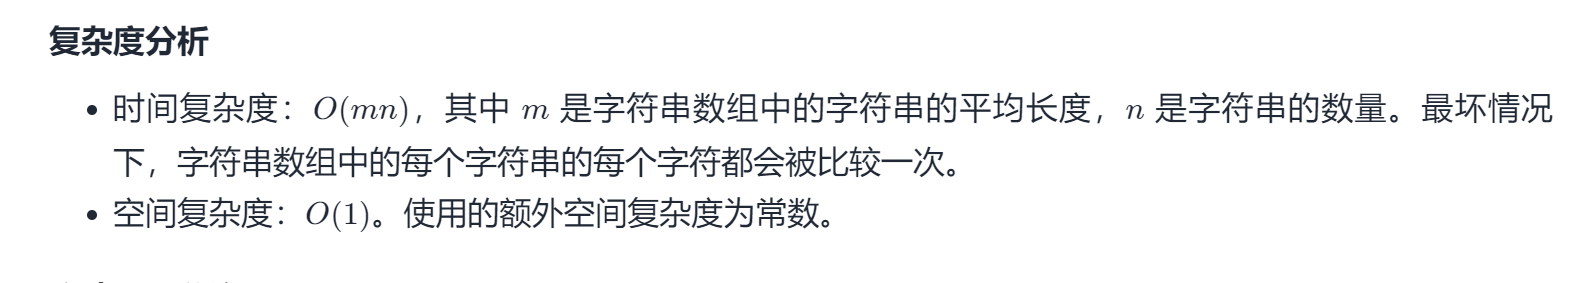 复杂度分析
• 时间复杂度：O(mn)，其中 m 是字符串数组中的字符串的平均长度，n 是字符串的数量。最坏情况
下，字符串数组中的每个字符串的每个字符都会被比较一次。
• 空间复杂度：O(1)。使用的额外空间复杂度为常数。